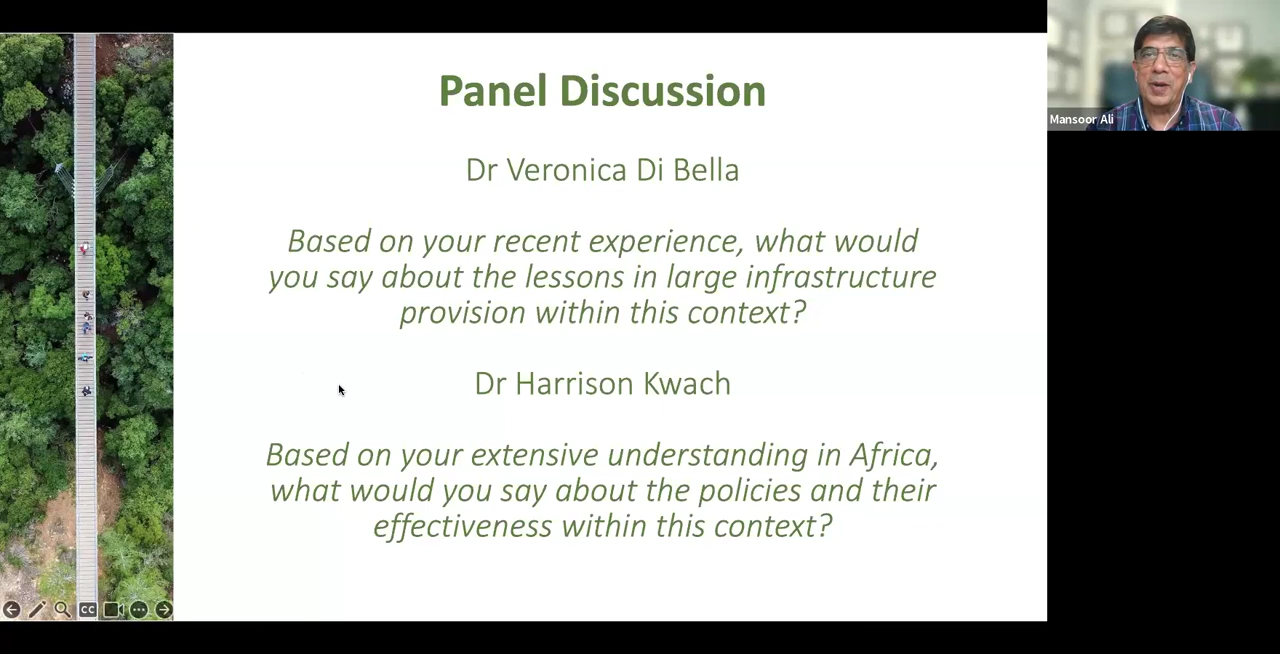 Panel Discussion
Dr Veronica Di Bella
Based on your recent experience, what would
you say about the lessons in large infrastructure
provision within this context?
Dr Harrison Kwach
Based on your extensive understanding in Africa,
what would you say about the policies and their
effectiveness within this context?
Mansoor Ali
CC